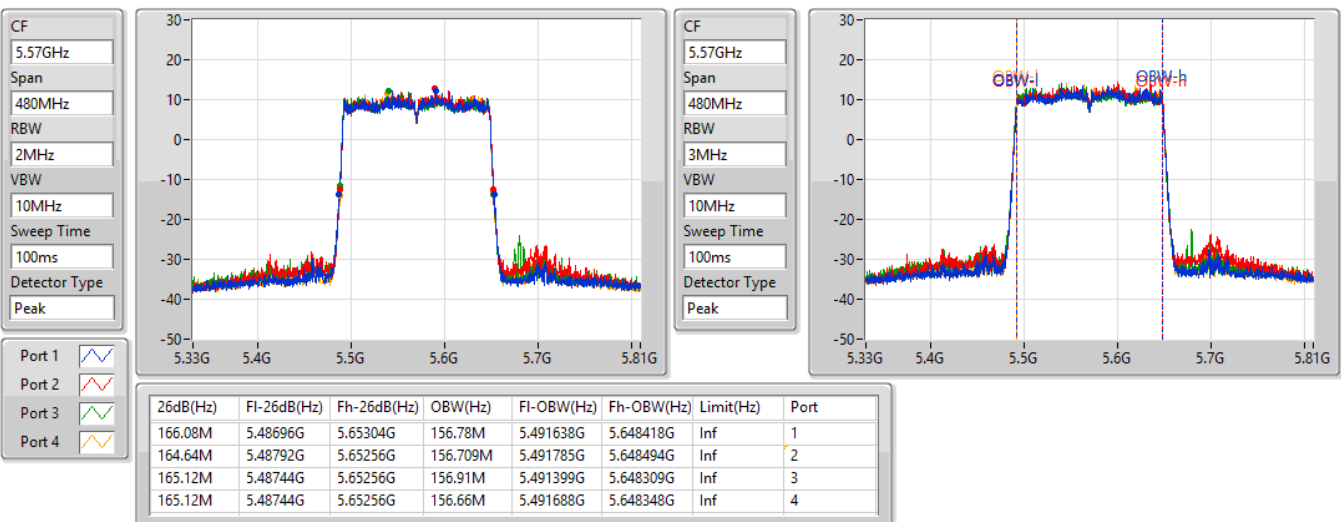 CF
5.57GHz
Span
480MHz
RBW
2MHz
VBW
10MHz
Sweep Time
100ms
Detector Type
Peak
30
20
10
0
-10
-20
-30
-40
-50
5.33G 5.4G 5.5G 5.6G 5.7G 5.81G
CF
5.57GHz
Span
480MHz
RBW
3MHz
VBW
10MHz
Sweep Time
100ms
Detector Type
Peak
30
20
10
0
-10
-20
-30
-40
-50
OBW-l OBW-h
5.33G 5.4G 5.5G 5.6G 5.7G 5.81G
Port 1
Port 2
Port 3
Port 4
26dB(Hz) Fl-26dB(Hz) Fh-26dB(Hz) OBW(Hz) Fl-OBW(Hz) Fh-OBW(Hz) Limit(Hz) Port
166.08M 5.48696G 5.65304G 156.78M 5.491638G 5.648418G Inf 1
164.64M 5.48792G 5.65256G 156.709M 5.491785G 5.648494G Inf 2
165.12M 5.48744G 5.65256G 156.91M 5.491399G 5.648309G Inf 3
165.12M 5.48744G 5.65256G 156.66M 5.491688G 5.648348G Inf 4